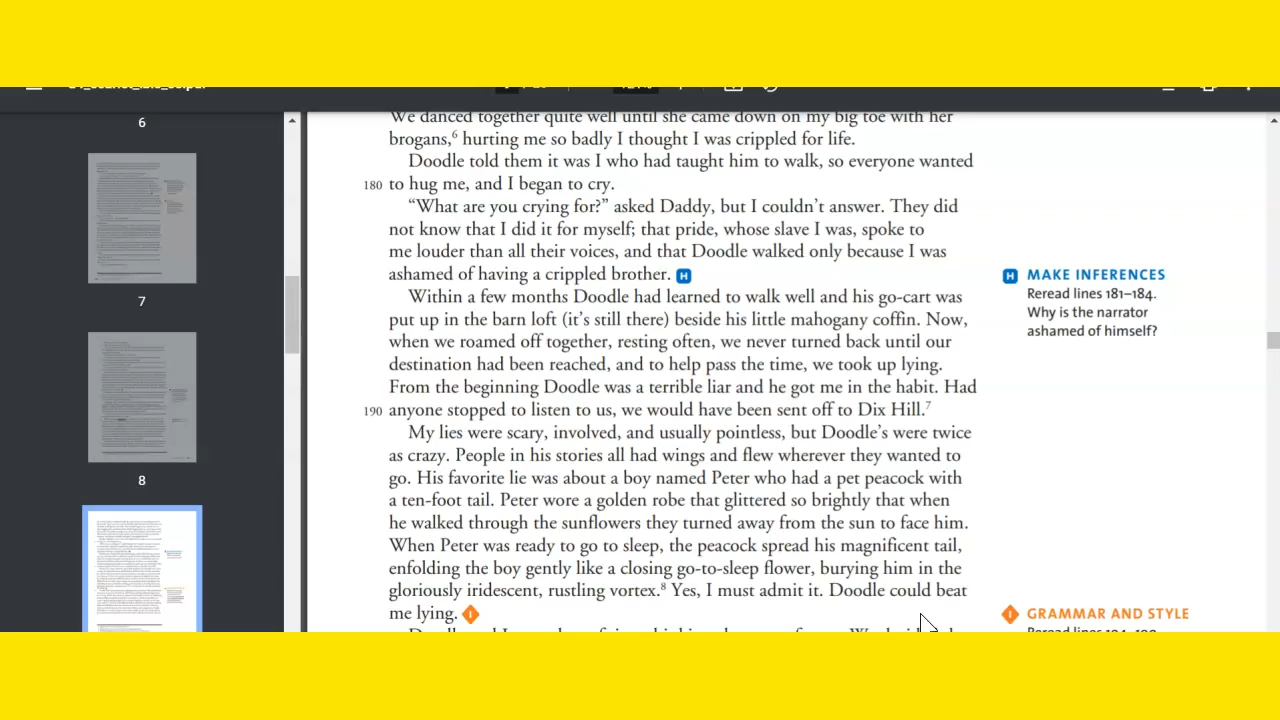 6
7
8
We danced together quite well until she came down on my big toe with her
brogans,6 hurting me so badly I thought I was crippled for life.
Doodle told them it was I who had taught him to walk, so everyone wanted
180 to hug me, and I began to cry.
“What are you crying for?” asked Daddy, but I couldn’t answer. They did
not know that I did it for myself; that pride, whose slave I was, spoke to
me louder than all their voices, and that Doodle walked only because I was
ashamed of having a crippled brother. H
Within a few months Doodle had learned to walk well and his go-cart was
put up in the barn loft (it’s still there) beside his little mahogany coffin. Now,
when we roamed off together, resting often, we never turned back until our
destination had been reached, and to help pass the time, we took up lying.
From the beginning Doodle was a terrible liar and he got me in the habit. Had
190 anyone stopped to listen to us, we would have been sent off to Dix Hill.7
My lies were scary, involved, and usually pointless, but Doodle’s were twice
as crazy. People in his stories all had wings and flew wherever they wanted to
go. His favorite lie was about a boy named Peter who had a pet peacock with
a ten-foot tail. Peter wore a golden robe that glittered so brightly that when
he walked through the sunflowers they turned away from the sun to face him.
When Peter was ready to go to sleep, the peacock spread his magnificent tail,
enfolding the boy gently like a closing go-to-sleep flower, burying him in the
gloriously iridescent, rustling vortex.8 Yes, I must admit it. Doodle could beat
me lying. I
H MAKE INFERENCES
Reread lines 181–184.
Why is the narrator
ashamed of himself?
I GRAMMAR AND STYLE